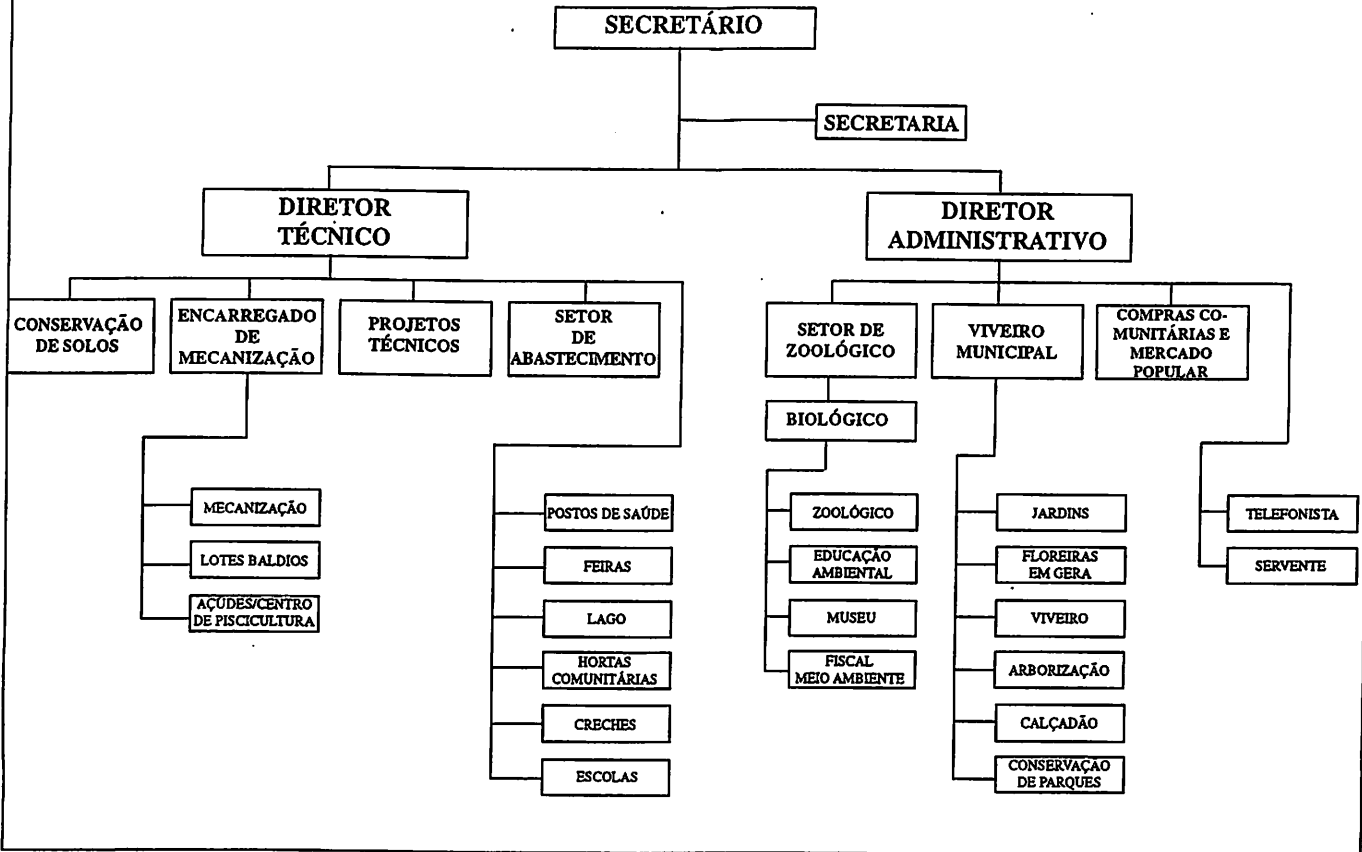 SECRETÁRIO
SECRETARIA
DIRETOR
TÉCNICO
DIRETOR
ADMINISTRATIVO
CONSERVAÇÃO
DE SOLOS
ENCARREGADO
DE
MECANIZAÇÃO
PROJETOS
TÉCNICOS
SETOR
DE
ABASTECIMENTO
SETOR DE
ZOOLÓGICO
VIVEIRO
MUNICIPAL
COMPRAS CO-
MUNITÁRIAS E
MERCADO
POPULAR
BIOLÓGICO
MECANIZAÇÃO
LOTES BALDIOS
AÇUDES/CENTRO
DE PISCICULTURA
POSTOS DE SAÚDE
FEIRAS
LAGO
HORTAS
COMUNITÁRIAS
CRECHES
ESCOLAS
ZOOLÓGICO
EDUCAÇÃO
AMBIENTAL
MUSEU
FISCAL
MEIO AMBIENTE
JARDINS
FLOREIRAS
EM GERA
VIVEIRO
ARBORIZAÇÃO
CALÇADÃO
CONSERVAÇÃO
DE PARQUES
TELEFONISTA
SERVENTE